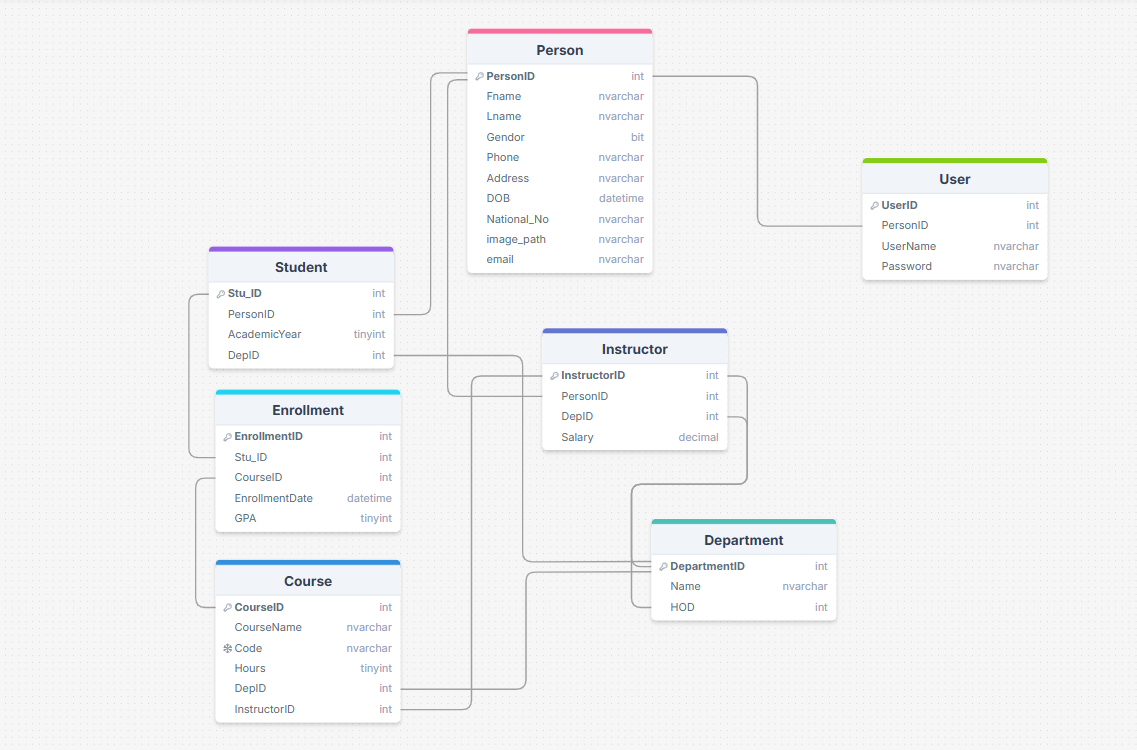 Person
PersonID int
Fname nvarchar
Lname nvarchar
Gendor bit
Phone nvarchar
Address nvarchar
DOB datetime
National_No nvarchar
image_path nvarchar
email nvarchar
User
UserID int
PersonID int
UserName nvarchar
Password nvarchar
Student
Stu_ID int
PersonID int
AcademicYear tinyint
DepID int
Instructor
InstructorID int
PersonID int
DepID int
Salary decimal
Enrollment
EnrollmentID int
Stu_ID int
CourseID int
EnrollmentDate datetime
GPA tinyint
Department
DepartmentID int
Name nvarchar
HOD int
Course
CourseID int
CourseName nvarchar
Code nvarchar
Hours tinyint
DepID int
InstructorID int